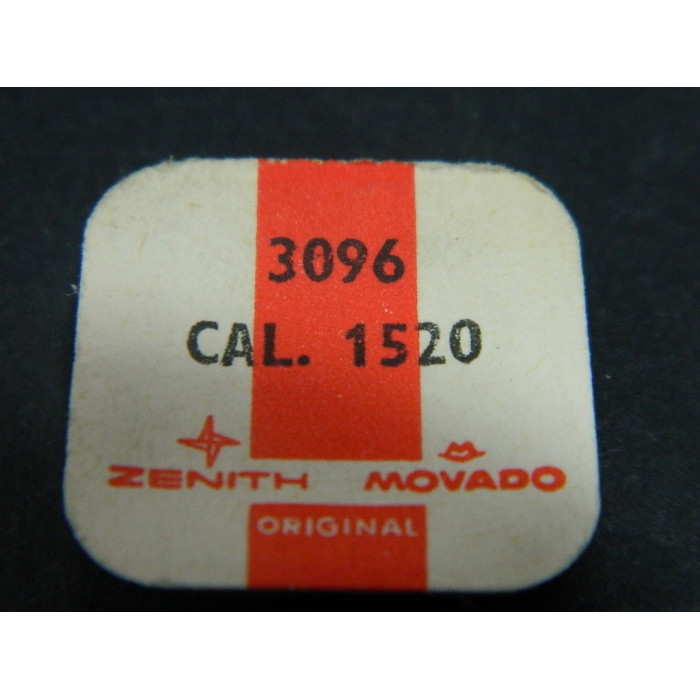 3096
CAL. 1520
ZENITH MOVADO
ORIGINAL